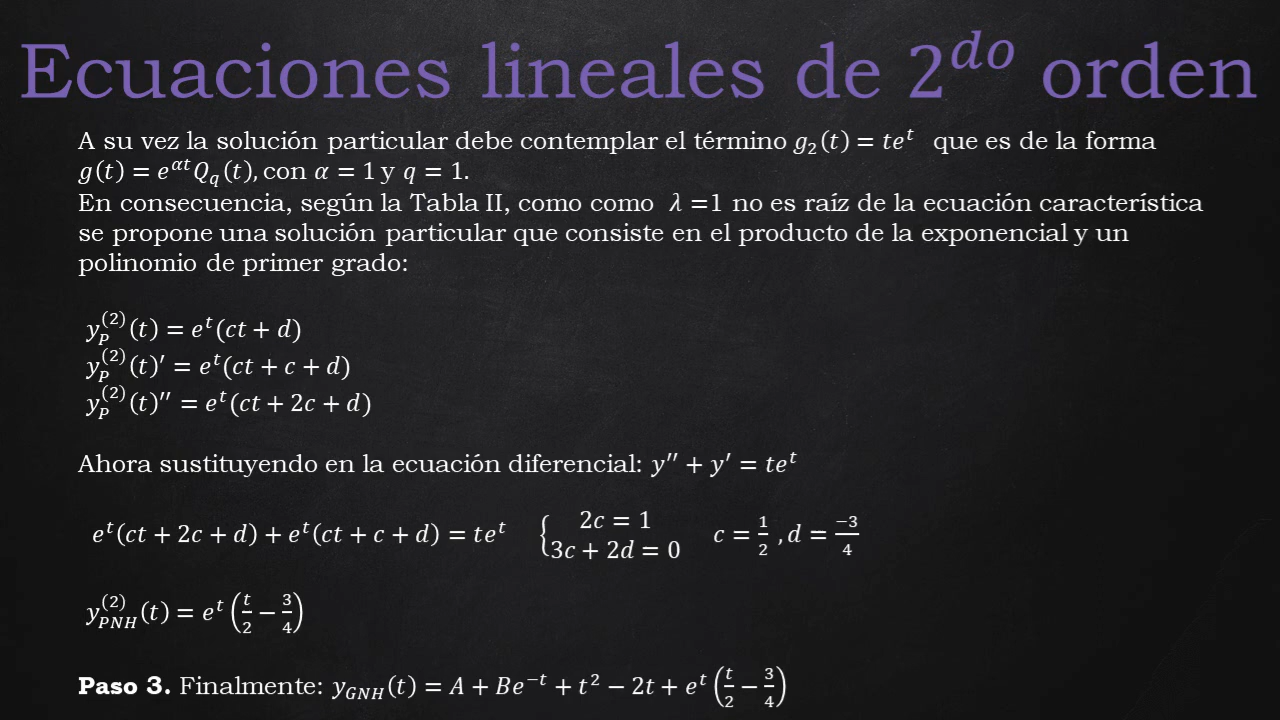 Ecuaciones lineales de 2^{do} orden
A su vez la solución particular debe contemplar el término g₂(t) = te^t que es de la forma
g(t) = e^{αt}Q_q(t), con α = 1 y q = 1.
En consecuencia, según la Tabla II, como como λ =1 no es raíz de la ecuación característica
se propone una solución particular que consiste en el producto de la exponencial y un
polinomio de primer grado:
y_P^{(2)}(t) = e^t(ct + d)
y_P^{(2)}(t)′ = e^t(ct + c + d)
y_P^{(2)}(t)′′ = e^t(ct + 2c + d)
Ahora sustituyendo en la ecuación diferencial: y′′ + y′ = te^t
e^t(ct + 2c + d) + e^t(ct + c + d) = te^t { 2c = 1 3c + 2d = 0 c = 1/2 , d = −3/4
y_{PNH}^{(2)}(t) = e^t (t/2 − 3/4)
Paso 3. Finalmente: y_{GNH}(t) = A + Be^{−t} + t² − 2t + e^t (t/2 − 3/4)